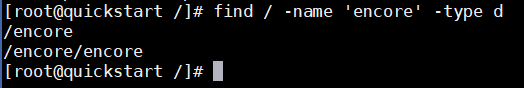 [root@quickstart /]# find / -name 'encore' -type d
/encore
/encore/encore
[root@quickstart /]#